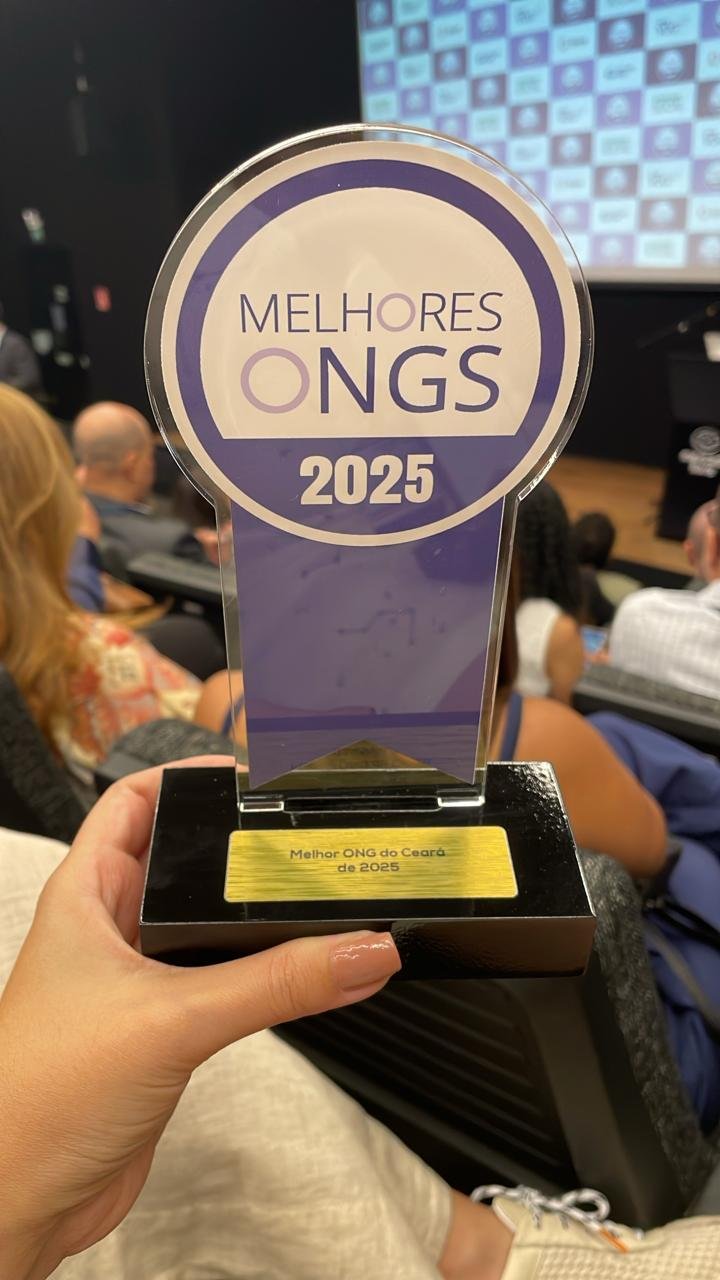 MELHORES
ONGS
2025
Melhor ONG do Ceará
de 2025